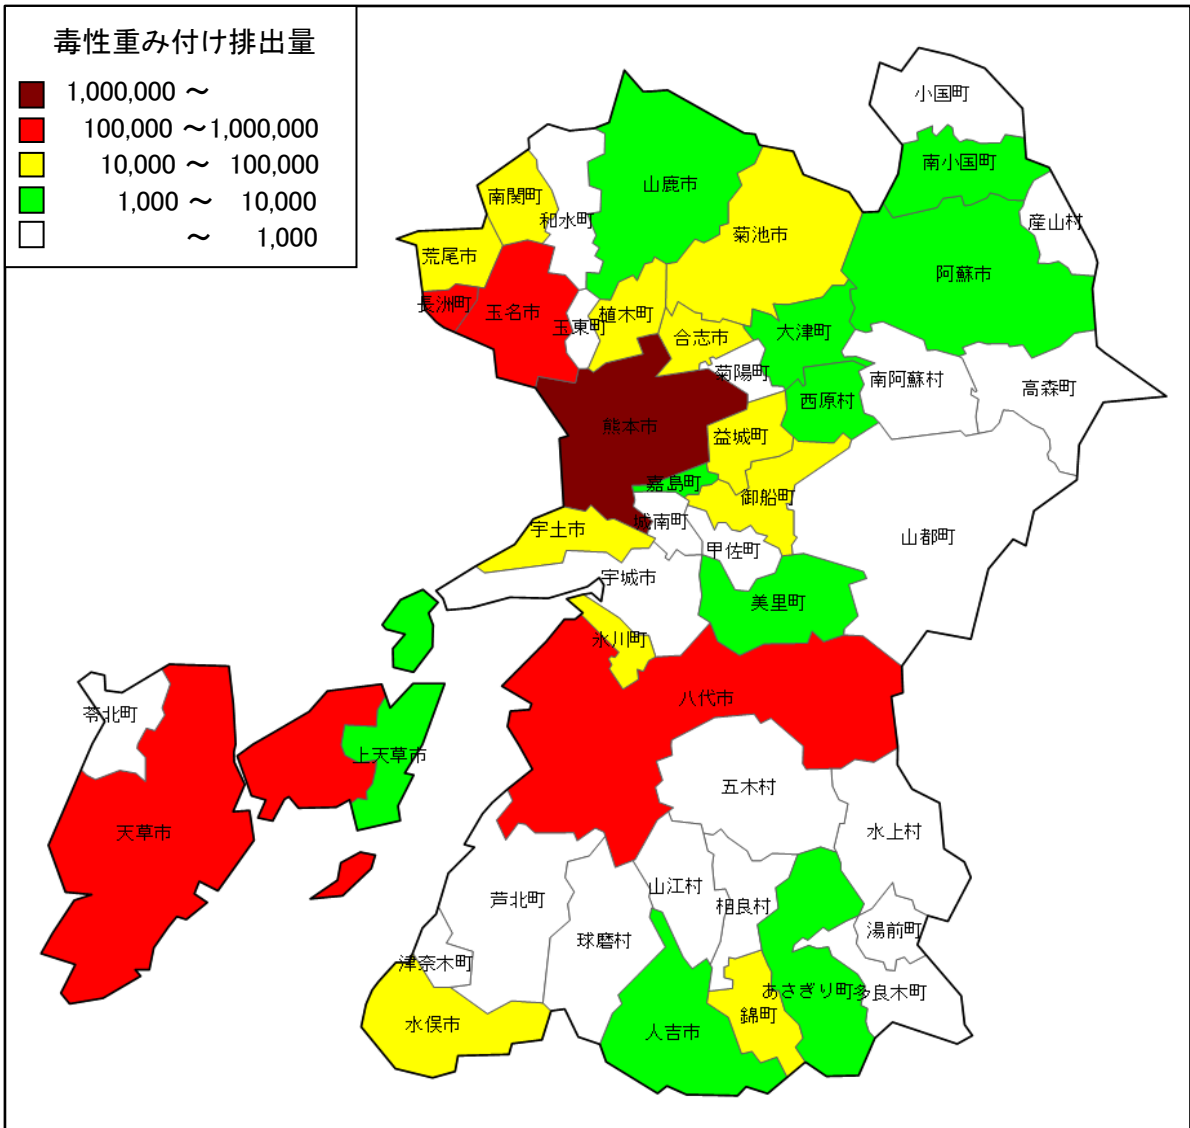 毒性重み付け排出量
1,000,000 ～
100,000 ～1,000,000
10,000 ～ 100,000
1,000 ～ 10,000
～ 1,000
小国町
南小国町
産山村
山鹿市
南関町
和水町
菊池市
荒尾市
阿蘇市
長洲町
玉名市
玉東町
植木町
合志市
大津町
菊陽町
南阿蘇村
高森町
西原村
熊本市
益城町
嘉島町
御船町
城南町
宇土市
甲佐町
山都町
宇城市
美里町
氷川町
八代市
苓北町
上天草市
五木村
天草市
水上村
山江村
芦北町
相良村
湯前町
球磨村
津奈木町
あさぎり町
多良木町
錦町
水俣市
人吉市